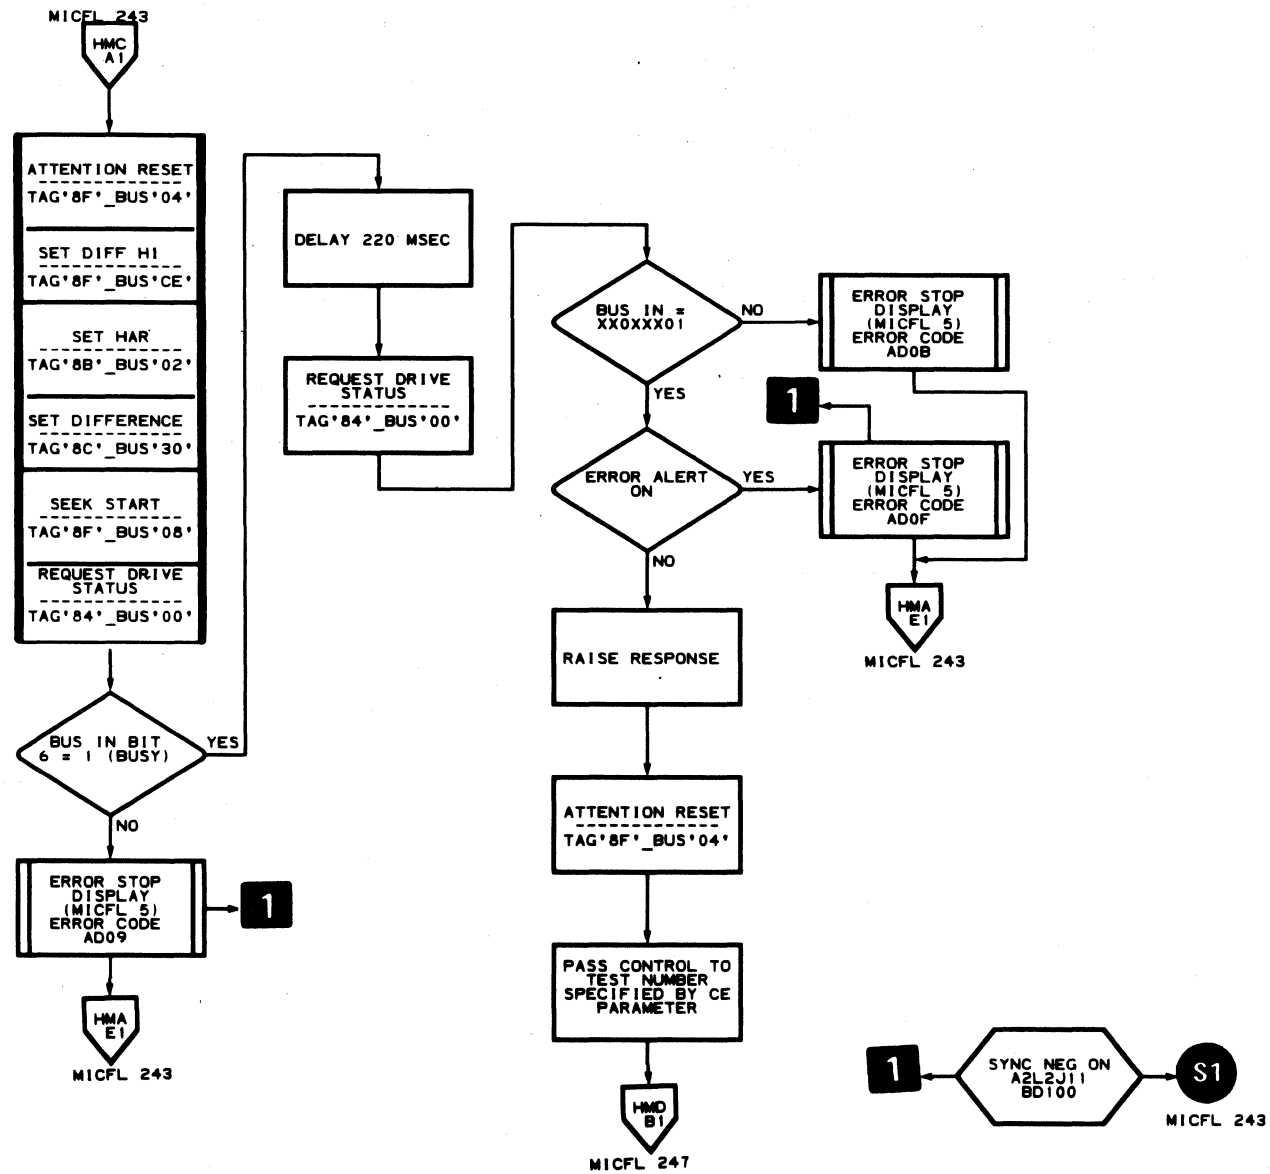 MICFL 243
HMC
A1
ATTENTION RESET
TAG'8F'_BUS'04'
SET DIFF HI
TAG'8F'_BUS'CE'
SET HAR
TAG'8B'_BUS'02'
SET DIFFERENCE
TAG'8C'_BUS'30'
SEEK START
TAG'8F'_BUS'08'
REQUEST DRIVE
STATUS
TAG'84'_BUS'00'
BUS IN BIT
6 = 1 (BUSY)
YES
NO
ERROR STOP
DISPLAY
(MICFL 5)
ERROR CODE
AD09
1
HMA
E1
MICFL 243
DELAY 220 MSEC
REQUEST DRIVE
STATUS
TAG'84'_BUS'00'
BUS IN =
XX0XXX01
NO
YES
ERROR STOP
DISPLAY
(MICFL 5)
ERROR CODE
AD0B
1
ERROR ALERT
ON
YES
NO
ERROR STOP
DISPLAY
(MICFL 5)
ERROR CODE
AD0F
HMA
E1
MICFL 243
RAISE RESPONSE
ATTENTION RESET
TAG'8F'_BUS'04'
PASS CONTROL TO
TEST NUMBER
SPECIFIED BY CE
PARAMETER
HMD
B1
MICFL 247
1
SYNC NEG ON
A2L2J11
BD100
S1
MICFL 243